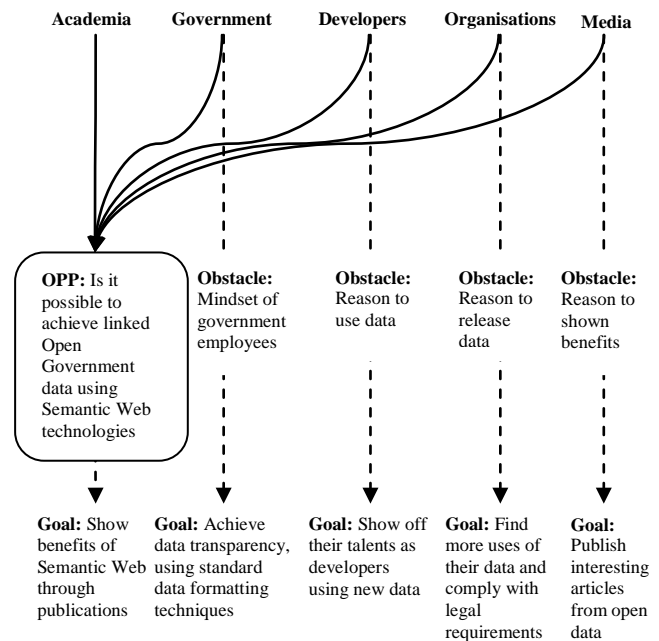 Academia
Government
Developers
Organisations
Media
OPP: Is it
possible to
achieve linked
Open
Government
data using
Semantic Web
technologies
Obstacle:
Mindset of
government
employees
Obstacle:
Reason to
use data
Obstacle:
Reason to
release
data
Obstacle:
Reason to
shown
benefits
Goal: Show
benefits of
Semantic Web
through
publications
Goal: Achieve
data transparency,
using standard
data formatting
techniques
Goal: Show off
their talents as
developers
using new data
Goal: Find
more uses of
their data and
comply with
legal
requirements
Goal:
Publish
interesting
articles
from open
data